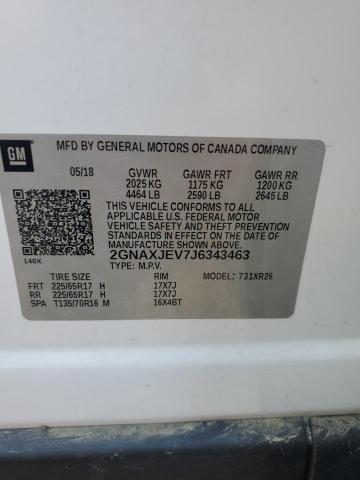 GM
MFD BY GENERAL MOTORS OF CANADA COMPANY
05/18 GVWR GAWR FRT GAWR RR
2025 KG 1175 KG 1200 KG
4464 LB 2590 LB 2645 LB
THIS VEHICLE CONFORMS TO ALL
APPLICABLE U.S. FEDERAL MOTOR
VEHICLE SAFETY AND THEFT PREVENTION
STANDARDS IN EFFECT ON THE DATE OF
MANUFACTURE SHOWN ABOVE.
140X 2GNAXJEV7J6343463
TYPE: M.P.V. MODEL: 731XR26
TIRE SIZE RIM
FRT 225/65R17 H 17X7J
RR 225/65R17 H 17X7J
SPA T135/70R16 M 16X4BT